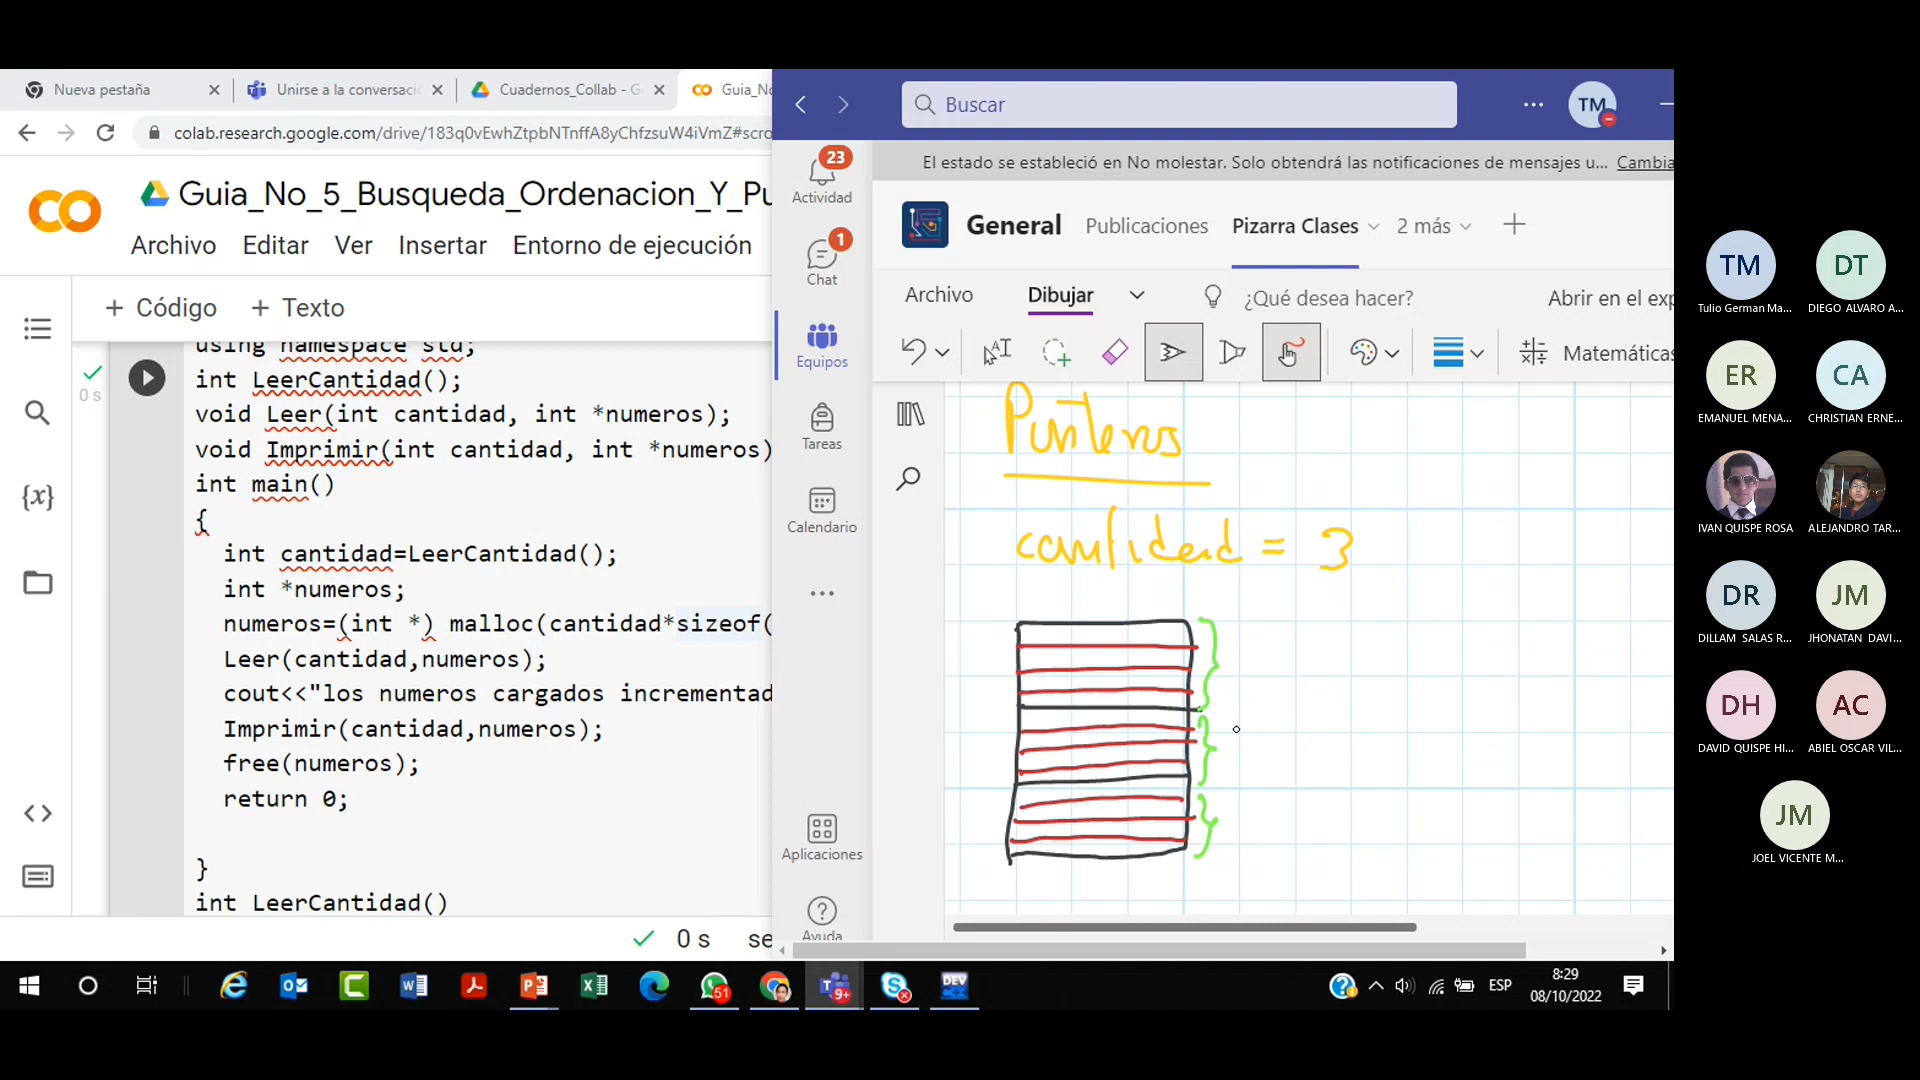 Nueva pestaña
Unirse a la conversació
Cuadernos_Collab - G
Guia_No
colab.research.google.com/drive/183q0vEwhZtpbNTnffA8yChfzsuW4iVmZ#scro
Guia_No_5_Busqueda_Ordenacion_Y_Pu
Archivo Editar Ver Insertar Entorno de ejecución
+ Código + Texto
0 s
using namespace std;
int LeerCantidad();
void Leer(int cantidad, int *numeros);
void Imprimir(int cantidad, int *numeros)
int main()
{
int cantidad=LeerCantidad();
int *numeros;
numeros=(int *) malloc(cantidad*sizeof(
Leer(cantidad,numeros);
cout<<"los numeros cargados incrementad
Imprimir(cantidad,numeros);
free(numeros);
return 0;
}
int LeerCantidad()
0 s se
Buscar
TM
El estado se estableció en No molestar. Solo obtendrá las notificaciones de mensajes u... Cambia
23
Actividad
1
Chat
Equipos
Tareas
Calendario
Aplicaciones
Ayuda
General Publicaciones Pizarra Clases 2 más
Archivo Dibujar ¿Qué desea hacer? Abrir en el exp
Matemáticas
Punteros
cantidad = 3
TM
Tulio German Ma...
DT
DIEGO ALVARO A...
ER
EMANUEL MENA...
CA
CHRISTIAN ERNE...
IVAN QUISPE ROSA
ALEJANDRO TAR...
DR
DILLAM SALAS R...
JM
JHONATAN DAVI...
DH
DAVID QUISPE HI...
AC
ABIEL OSCAR VIL...
JM
JOEL VICENTE M...
51
9+
DEV
ESP
8:29
08/10/2022